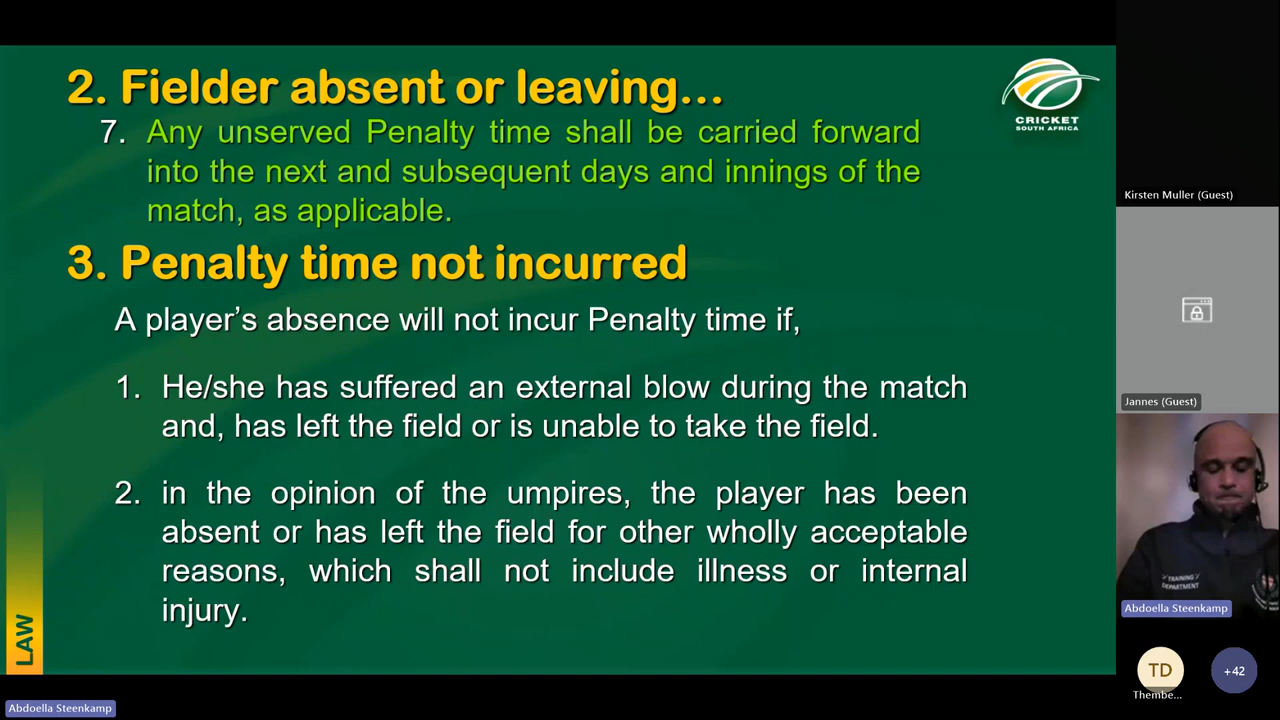 2. Fielder absent or leaving...
7. Any unserved Penalty time shall be carried forward
into the next and subsequent days and innings of the
match, as applicable.
3. Penalty time not incurred
A player's absence will not incur Penalty time if,
1. He/she has suffered an external blow during the match
and, has left the field or is unable to take the field.
2. in the opinion of the umpires, the player has been
absent or has left the field for other wholly acceptable
reasons, which shall not include illness or internal
injury.
LAW
CRICKET
SOUTH AFRICA
Kirsten Muller (Guest)
Jannes (Guest)
TRAINING
DEPARTMENT
Abdoella Steenkamp
TD
Thembe...
+42
Abdoella Steenkamp